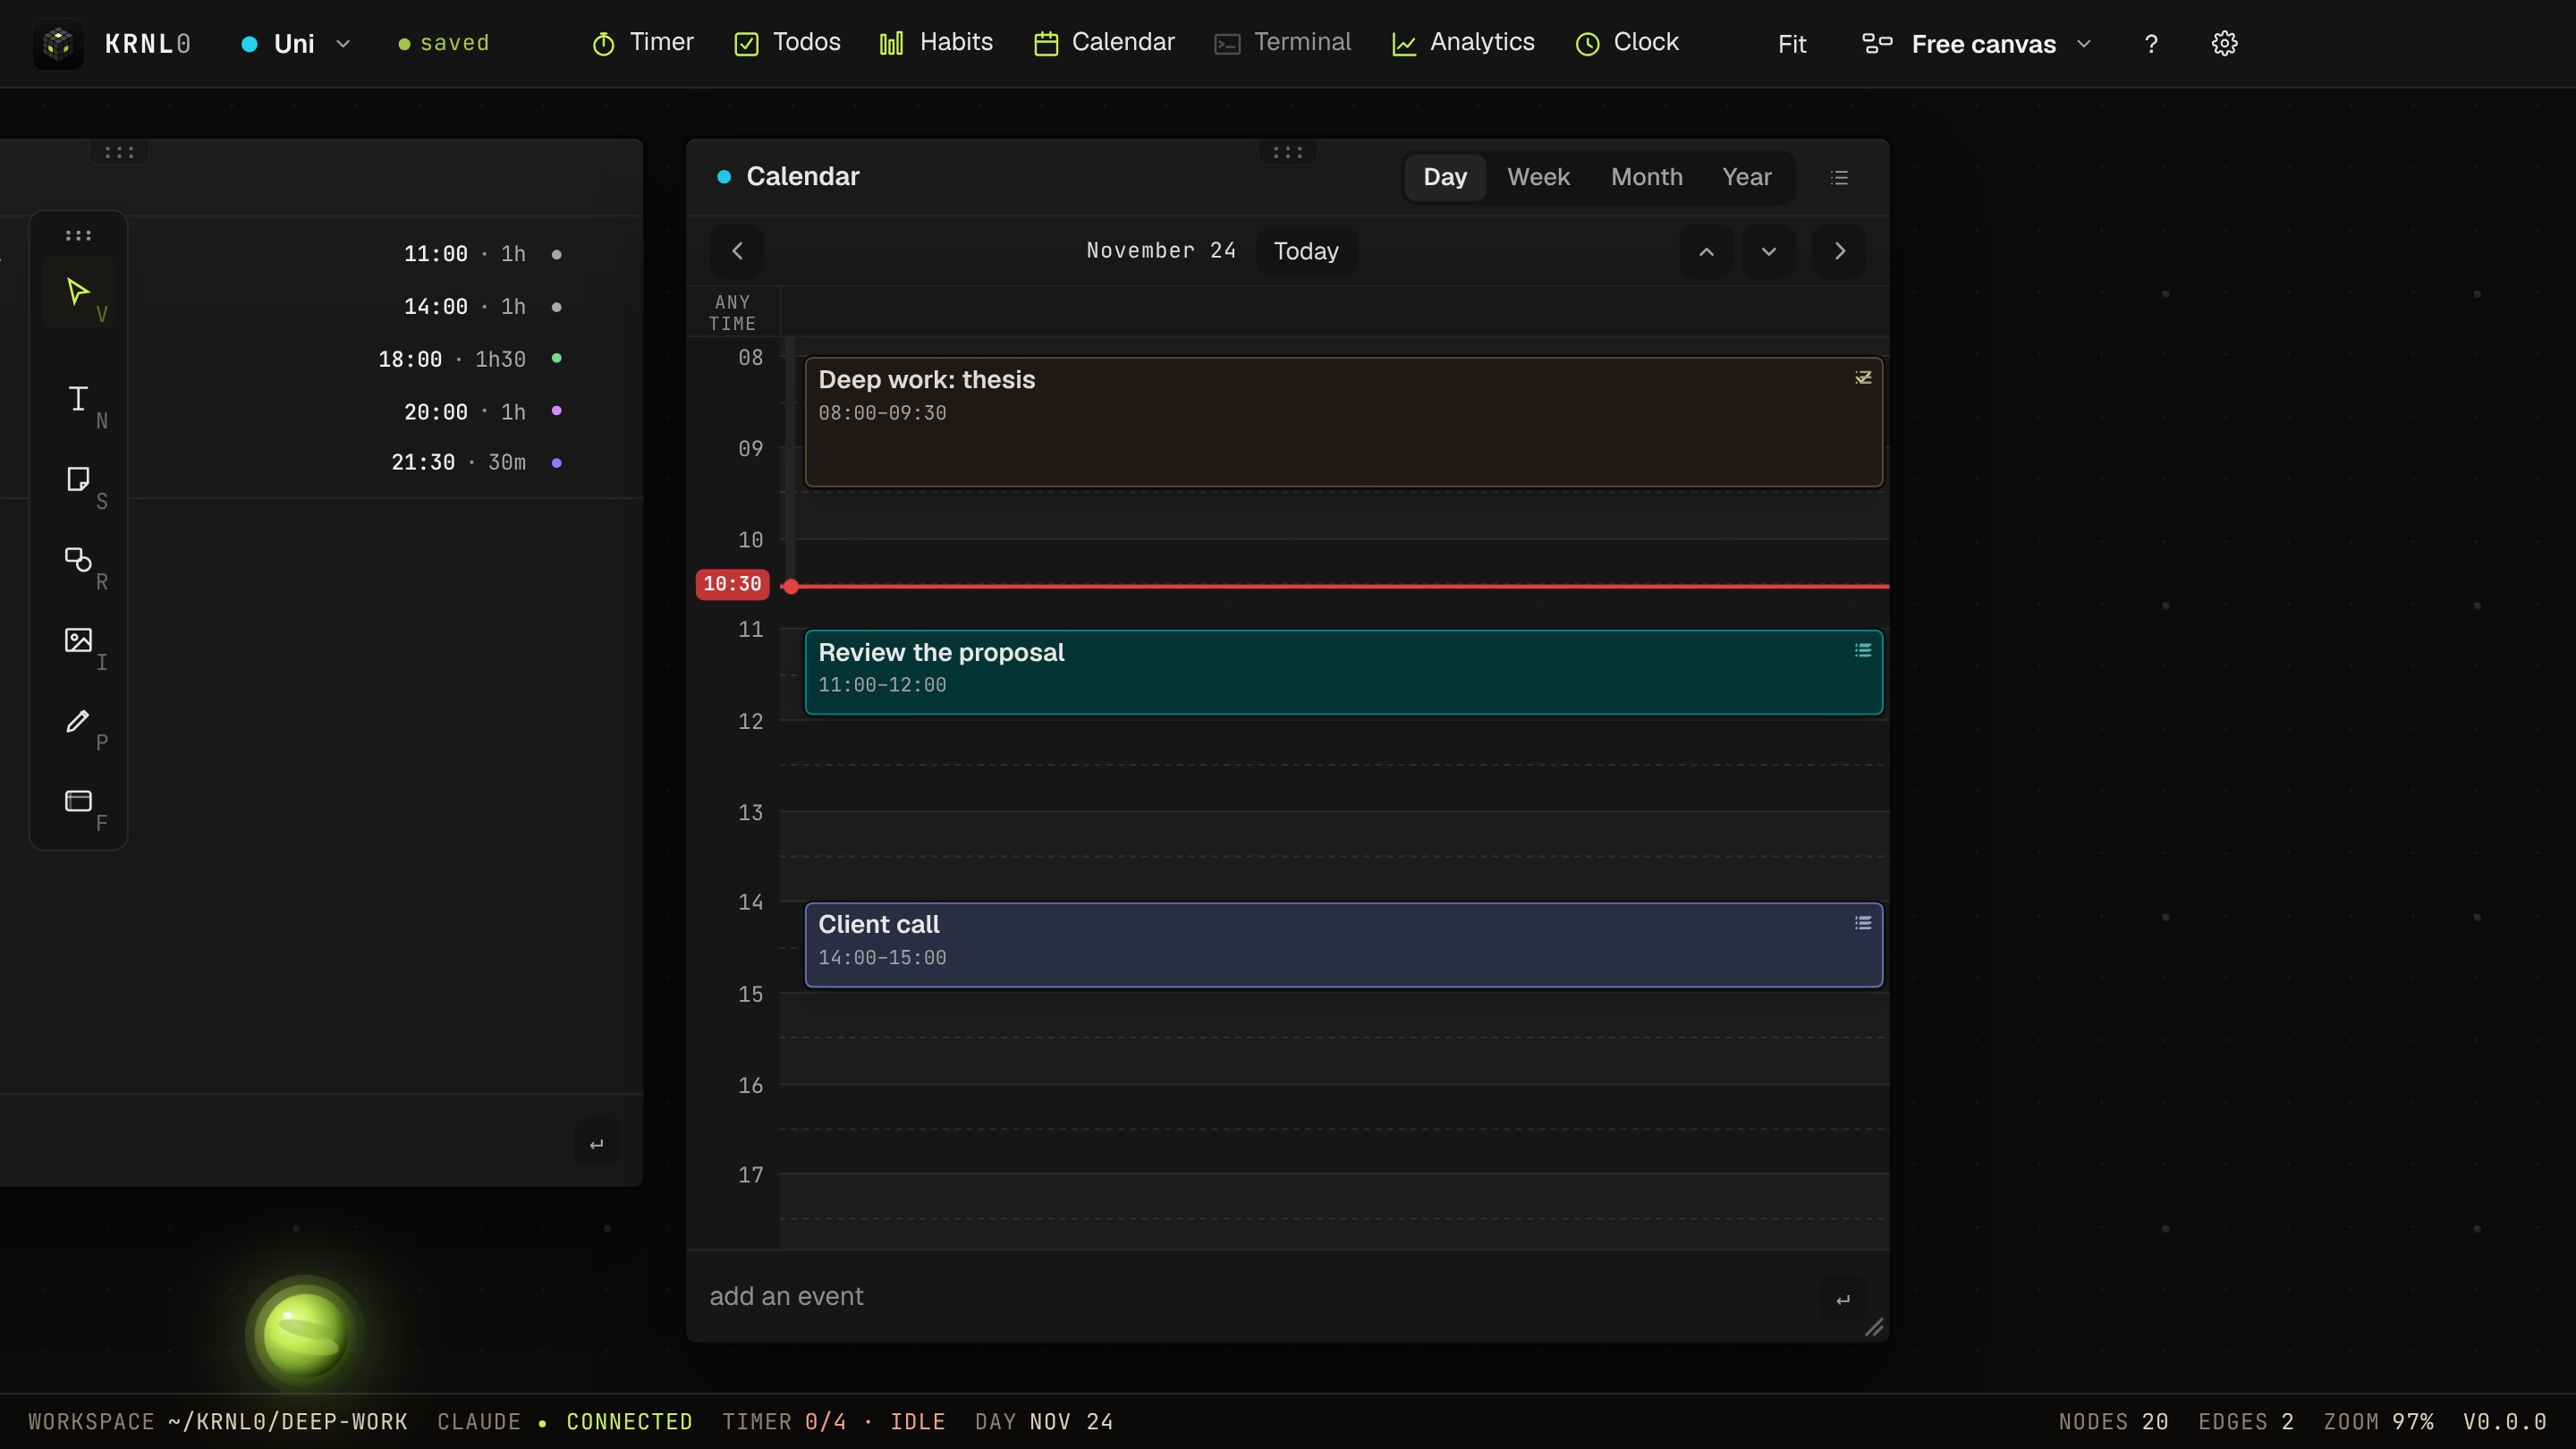 KRNL0
Uni
saved
Timer
Todos
Habits
Calendar
Terminal
Analytics
Clock
Fit
Free canvas
?
V
N
S
R
I
P
F
11:00 · 1h
14:00 · 1h
18:00 · 1h30
20:00 · 1h
21:30 · 30m
Calendar
Day Week Month Year
November 24 Today
ANY
TIME
08
Deep work: thesis
08:00–09:30
09
10
10:30
11
Review the proposal
11:00–12:00
12
13
14
Client call
14:00–15:00
15
16
17
add an event
WORKSPACE ~/KRNL0/DEEP-WORK CLAUDE • CONNECTED TIMER 0/4 · IDLE DAY NOV 24
NODES 20 EDGES 2 ZOOM 97% V0.0.0